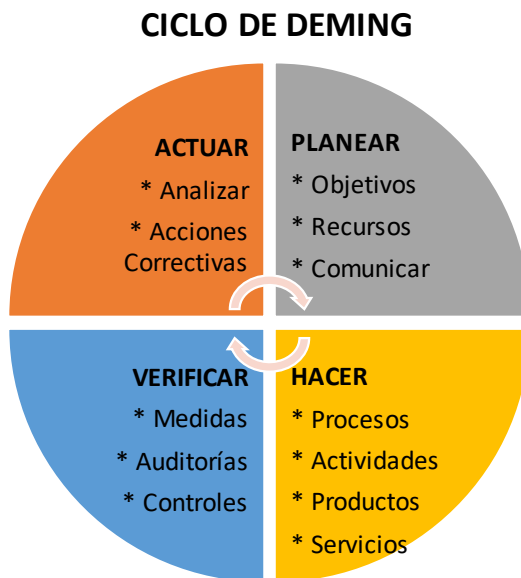 CICLO DE DEMING
ACTUAR
* Analizar
* Acciones
Correctivas
PLANEAR
* Objetivos
* Recursos
* Comunicar
VERIFICAR
* Medidas
* Auditorías
* Controles
HACER
* Procesos
* Actividades
* Productos
* Servicios